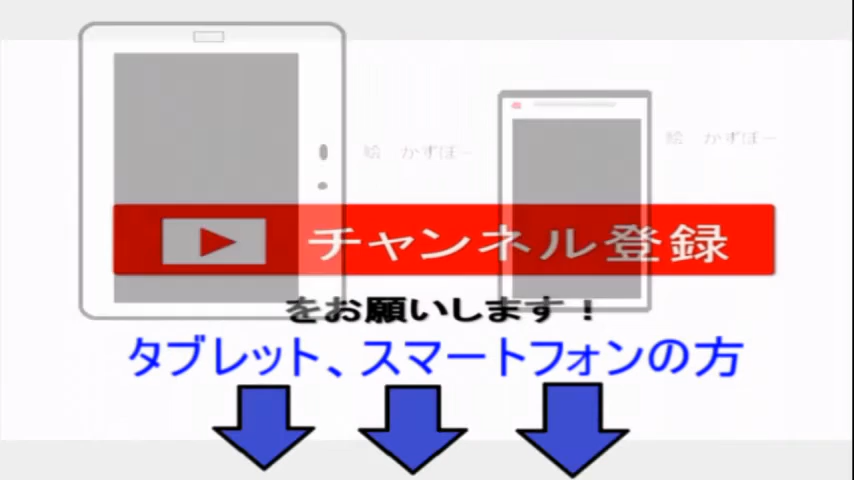 絵 かずぼー
絵 かずぼー
チャンネル登録
をお願いします！
タブレット、スマートフォンの方